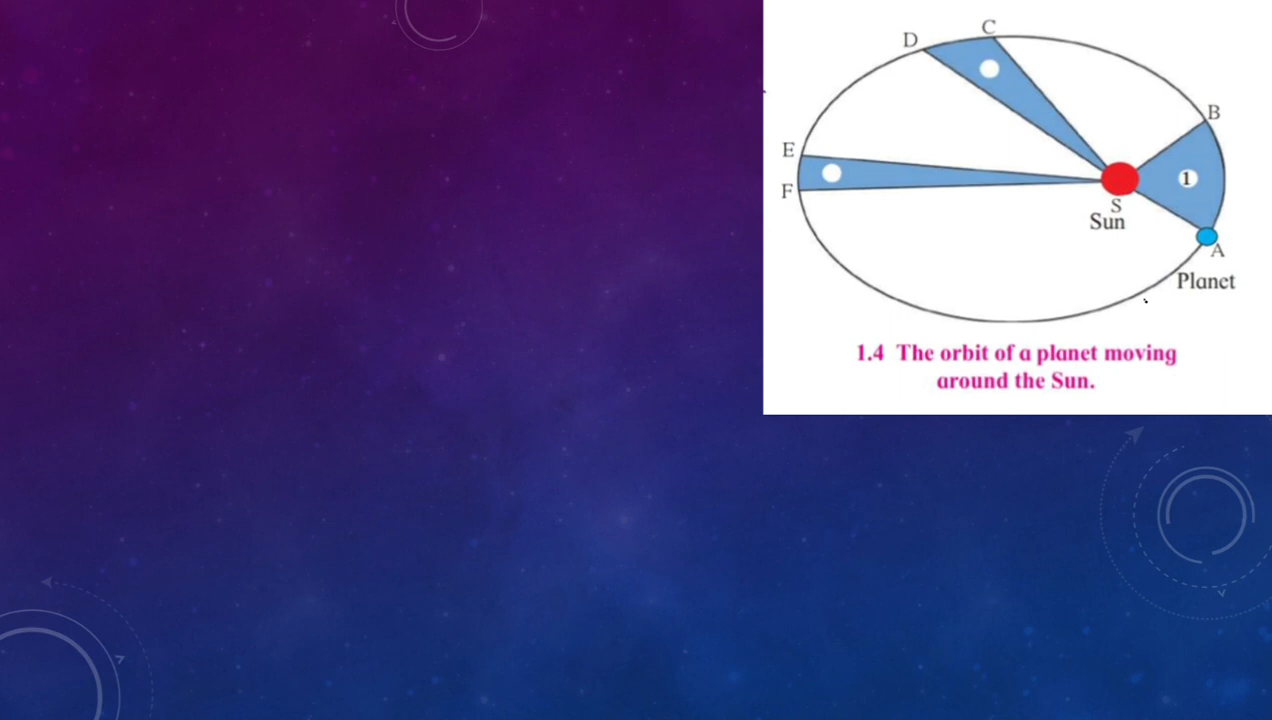 C
D
B
E
1
F
S
Sun
A
Planet
1.4 The orbit of a planet moving
around the Sun.